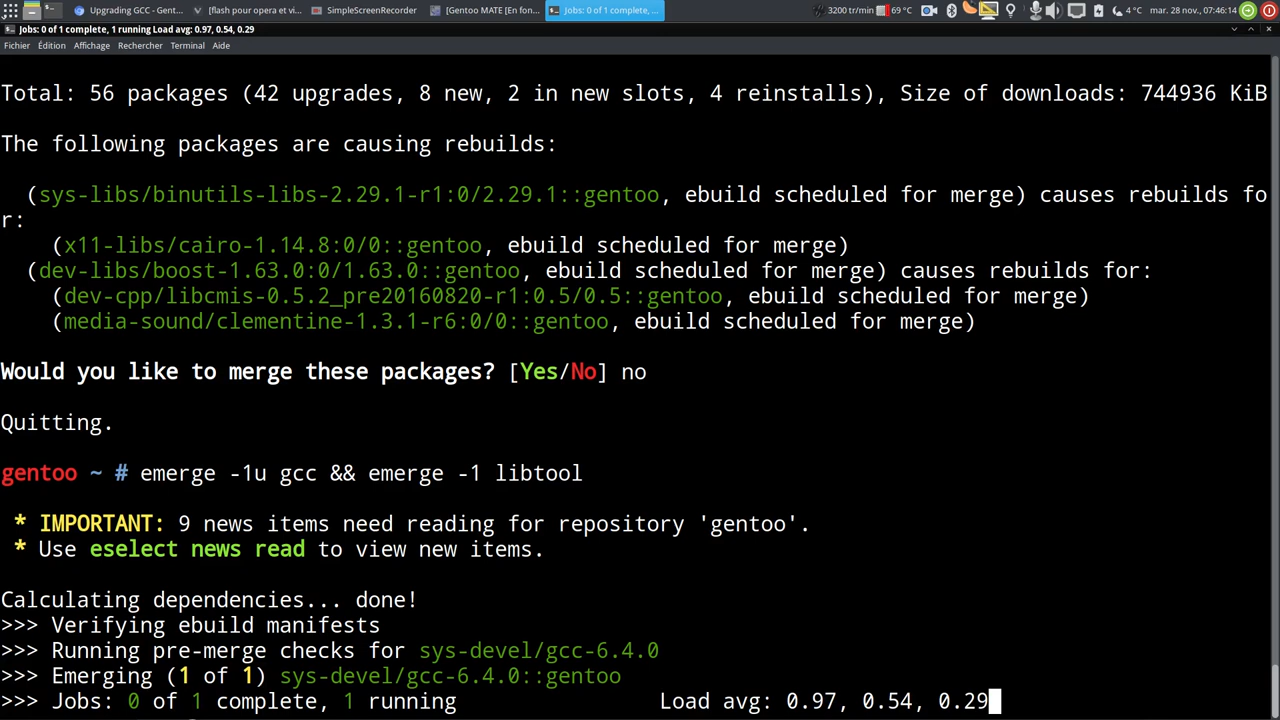 Upgrading GCC - Gent...
[flash pour opera et vi...
SimpleScreenRecorder
[Gentoo MATE [En fon...
Jobs: 0 of 1 complete, ...
3200 tr/min
69 °C
4 °C
mar. 28 nov., 07:46:14
Jobs: 0 of 1 complete, 1 running Load avg: 0.97, 0.54, 0.29
Fichier Édition Affichage Rechercher Terminal Aide
Total: 56 packages (42 upgrades, 8 new, 2 in new slots, 4 reinstalls), Size of downloads: 744936 KiB
The following packages are causing rebuilds:
(sys-libs/binutils-libs-2.29.1-r1:0/2.29.1::gentoo, ebuild scheduled for merge) causes rebuilds fo
r:
(x11-libs/cairo-1.14.8:0/0::gentoo, ebuild scheduled for merge)
(dev-libs/boost-1.63.0:0/1.63.0::gentoo, ebuild scheduled for merge) causes rebuilds for:
(dev-cpp/libcmis-0.5.2_pre20160820-r1:0.5/0.5::gentoo, ebuild scheduled for merge)
(media-sound/clementine-1.3.1-r6:0/0::gentoo, ebuild scheduled for merge)
Would you like to merge these packages? [Yes/No] no
Quitting.
gentoo ~ # emerge -1u gcc && emerge -1 libtool
* IMPORTANT: 9 news items need reading for repository 'gentoo'.
* Use eselect news read to view new items.
Calculating dependencies... done!
>>> Verifying ebuild manifests
>>> Running pre-merge checks for sys-devel/gcc-6.4.0
>>> Emerging (1 of 1) sys-devel/gcc-6.4.0::gentoo
>>> Jobs: 0 of 1 complete, 1 running Load avg: 0.97, 0.54, 0.29